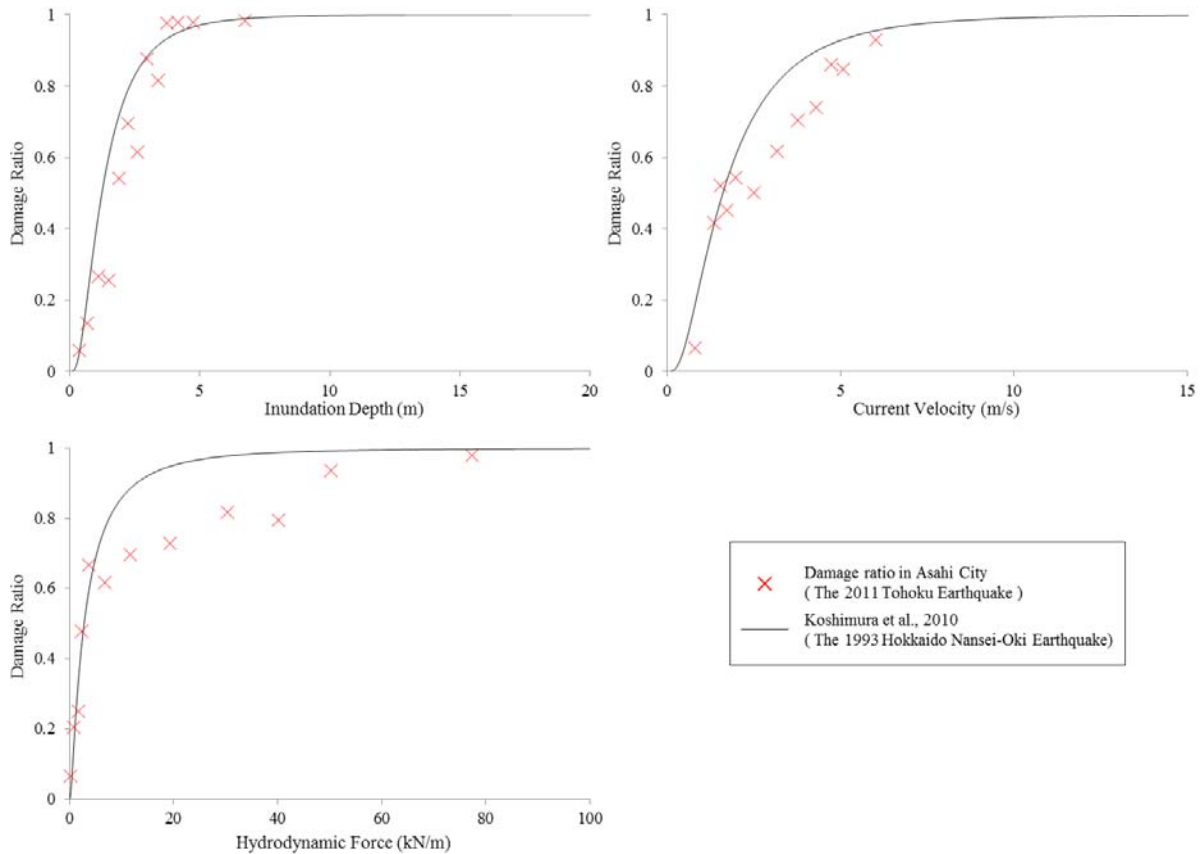 1
0.8
0.6
0.4
0.2
0
Damage Ratio
0 5 10 15 20
Inundation Depth (m)
1
0.8
0.6
0.4
0.2
0
Damage Ratio
0 5 10 15
Current Velocity (m/s)
1
0.8
0.6
0.4
0.2
0
Damage Ratio
0 20 40 60 80 100
Hydrodynamic Force (kN/m)
Damage ratio in Asahi City
( The 2011 Tohoku Earthquake )
Koshimura et al., 2010
( The 1993 Hokkaido Nansei-Oki Earthquake)